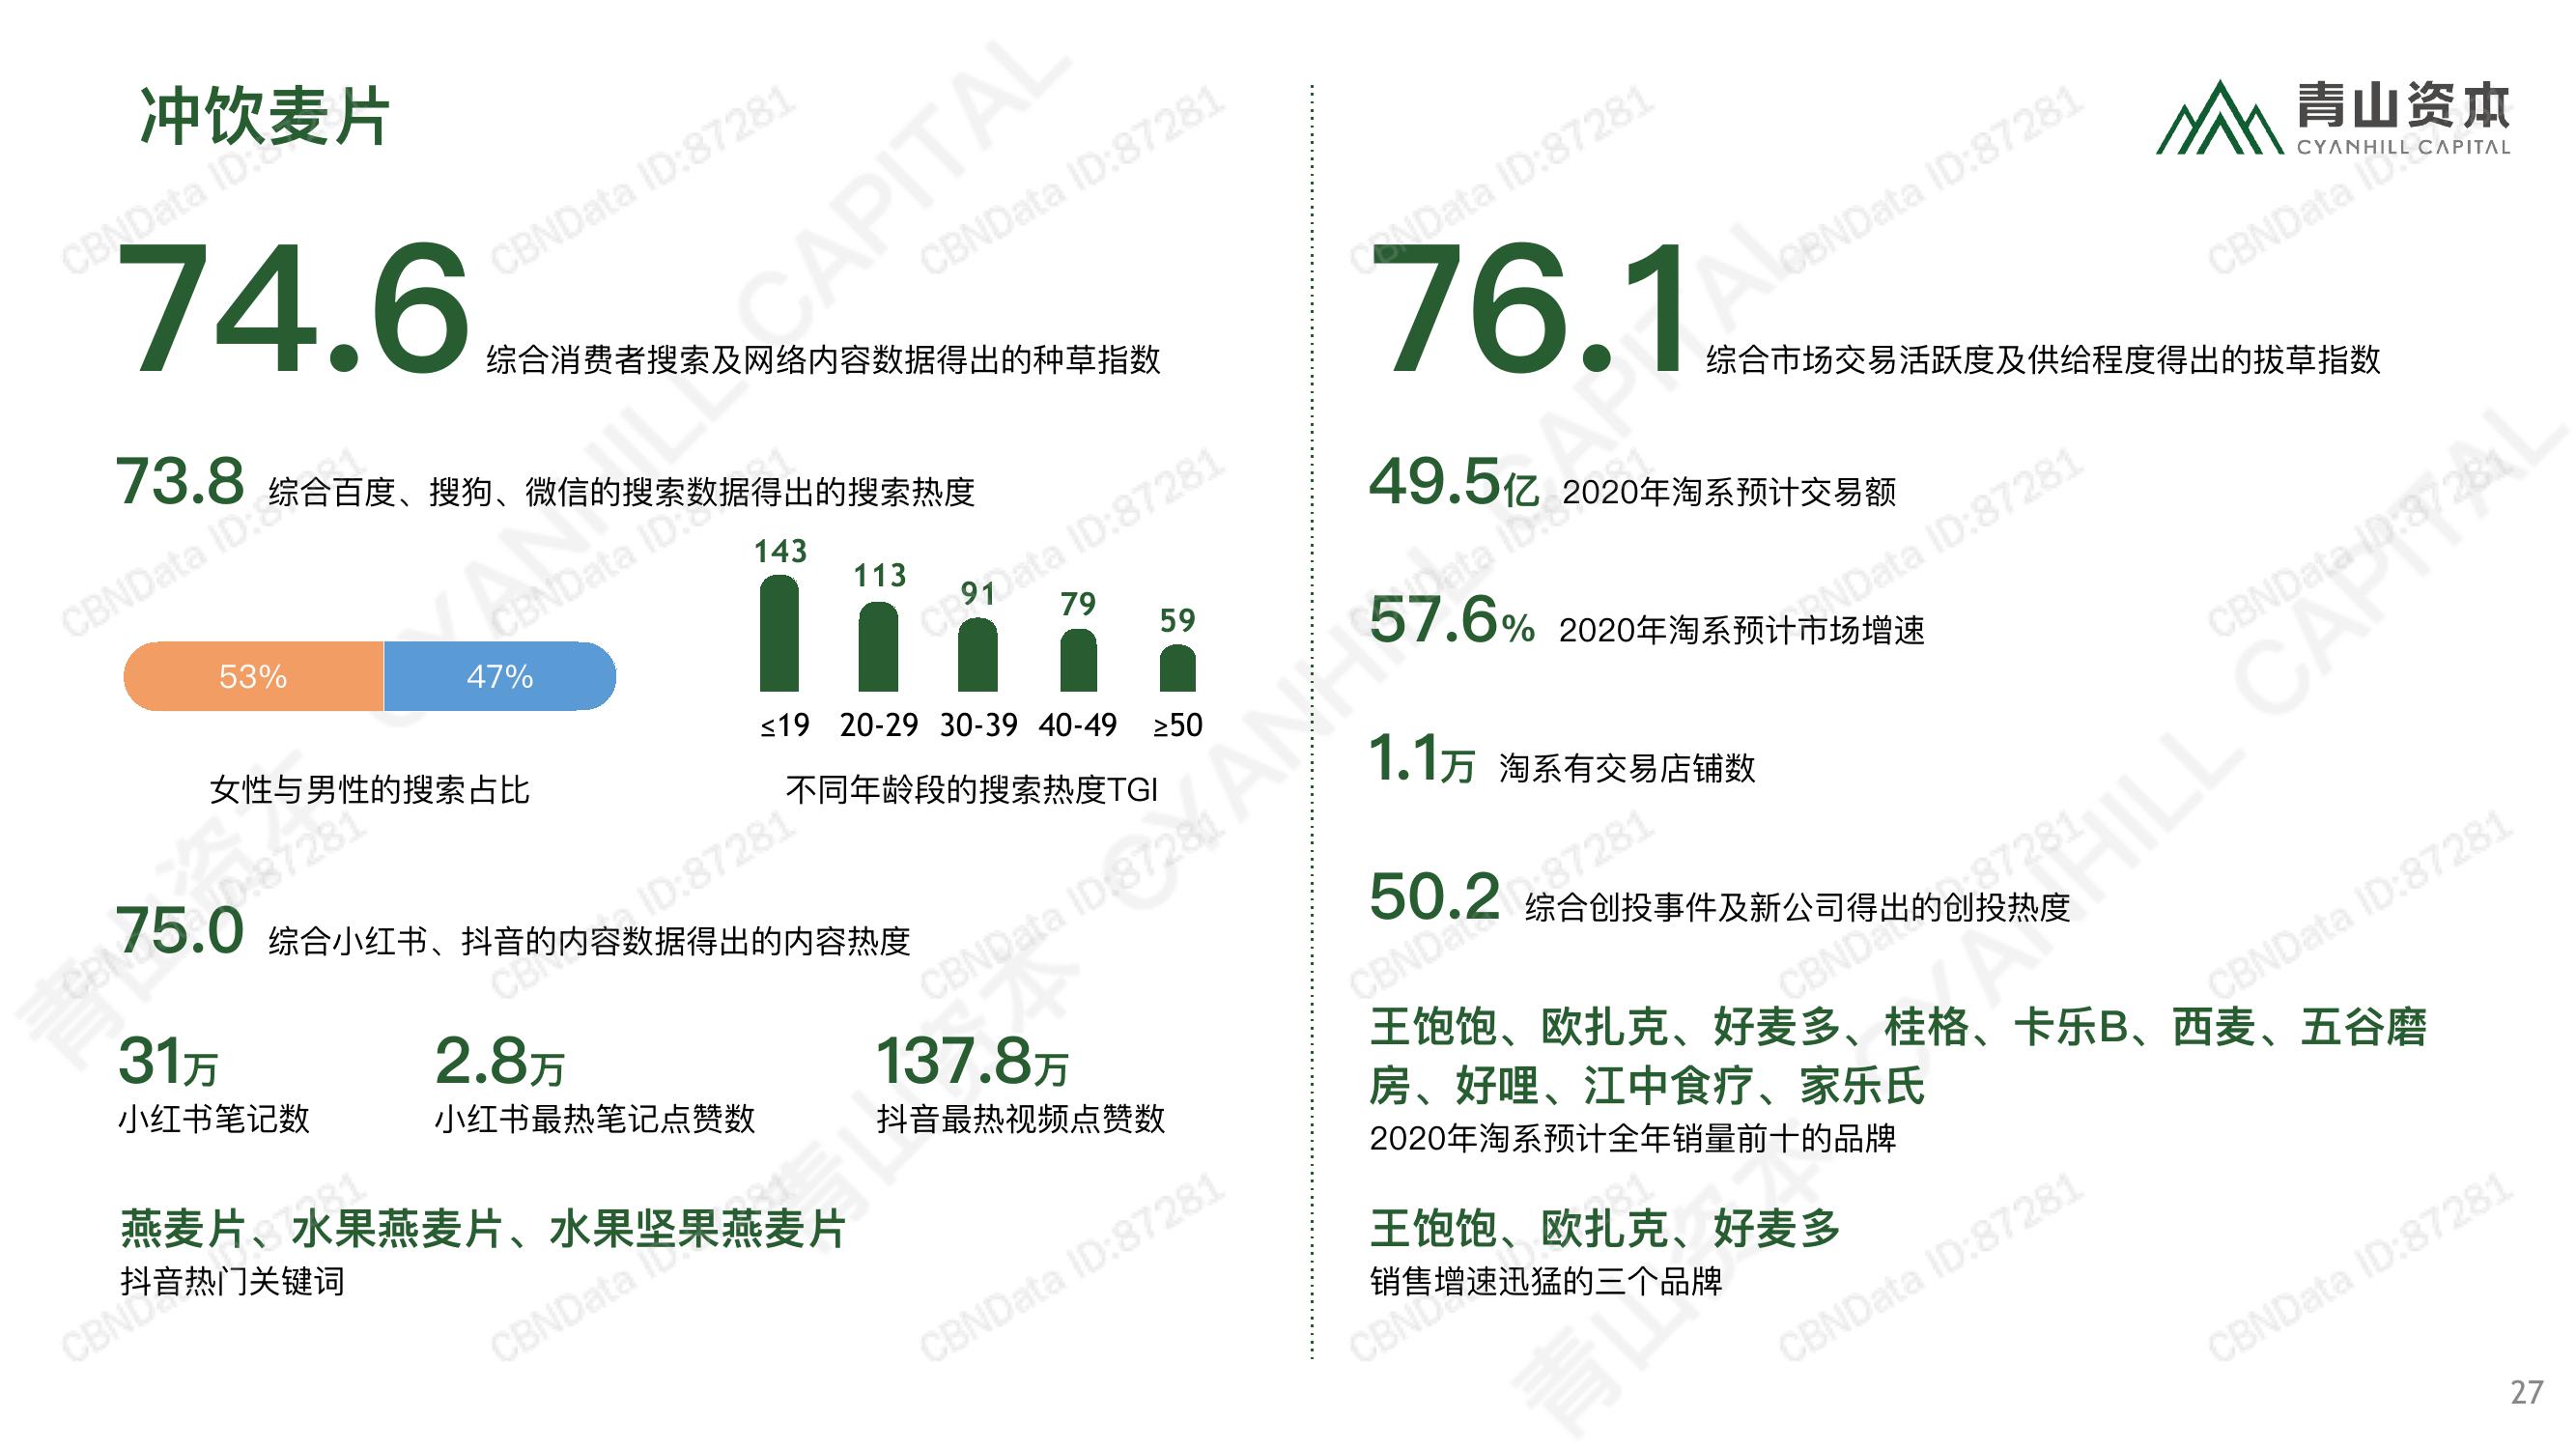 冲饮麦片
青山资本
CYANHILL CAPITAL
74.6 综合消费者搜索及网络内容数据得出的种草指数
73.8 综合百度、搜狗、微信的搜索数据得出的搜索热度
53% 47%
女性与男性的搜索占比
143 113 91 79 59
≤19 20-29 30-39 40-49 ≥50
不同年龄段的搜索热度TGI
75.0 综合小红书、抖音的内容数据得出的内容热度
31万 2.8万 137.8万
小红书笔记数 小红书最热笔记点赞数 抖音最热视频点赞数
燕麦片、水果燕麦片、水果坚果燕麦片
抖音热门关键词
76.1 综合市场交易活跃度及供给程度得出的拔草指数
49.5亿 2020年淘系预计交易额
57.6% 2020年淘系预计市场增速
1.1万 淘系有交易店铺数
50.2 综合创投事件及新公司得出的创投热度
王饱饱、欧扎克、好麦多、桂格、卡乐B、西麦、五谷磨
房、好哩、江中食疗、家乐氏
2020年淘系预计全年销量前十的品牌
王饱饱、欧扎克、好麦多
销售增速迅猛的三个品牌
27
CBNData ID:87281
青山资本 CYANHILL CAPITAL